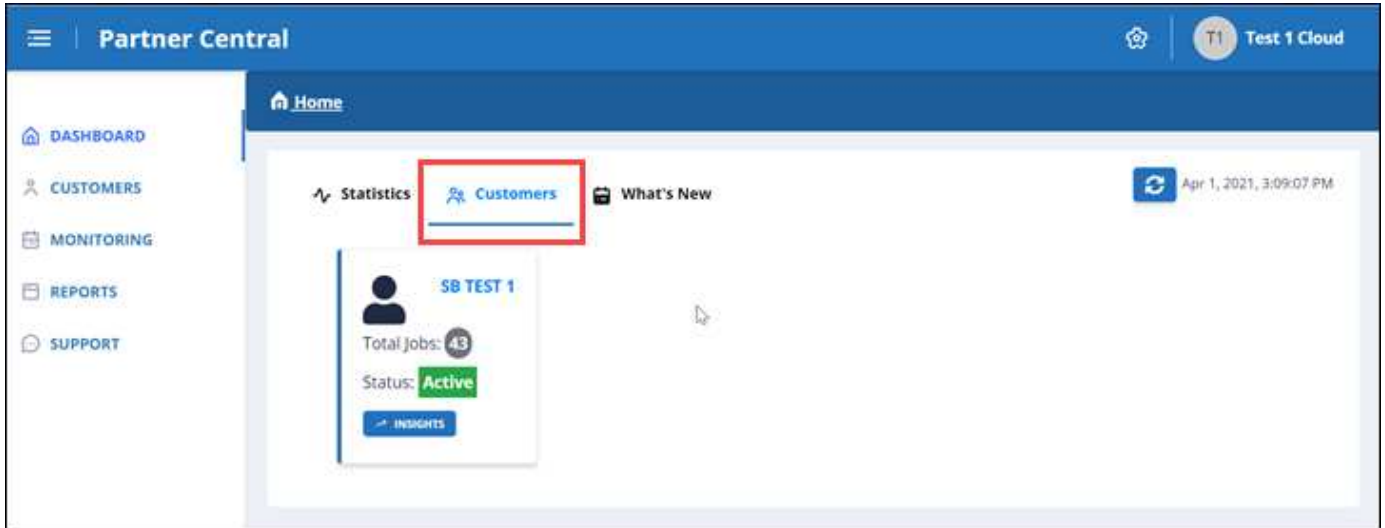 Partner Central
T1 Test 1 Cloud
Home
DASHBOARD
CUSTOMERS
MONITORING
REPORTS
SUPPORT
Statistics Customers What's New
Apr 1, 2021, 3:09:07 PM
SB TEST 1
Total Jobs: 43
Status: Active
INSIGHTS